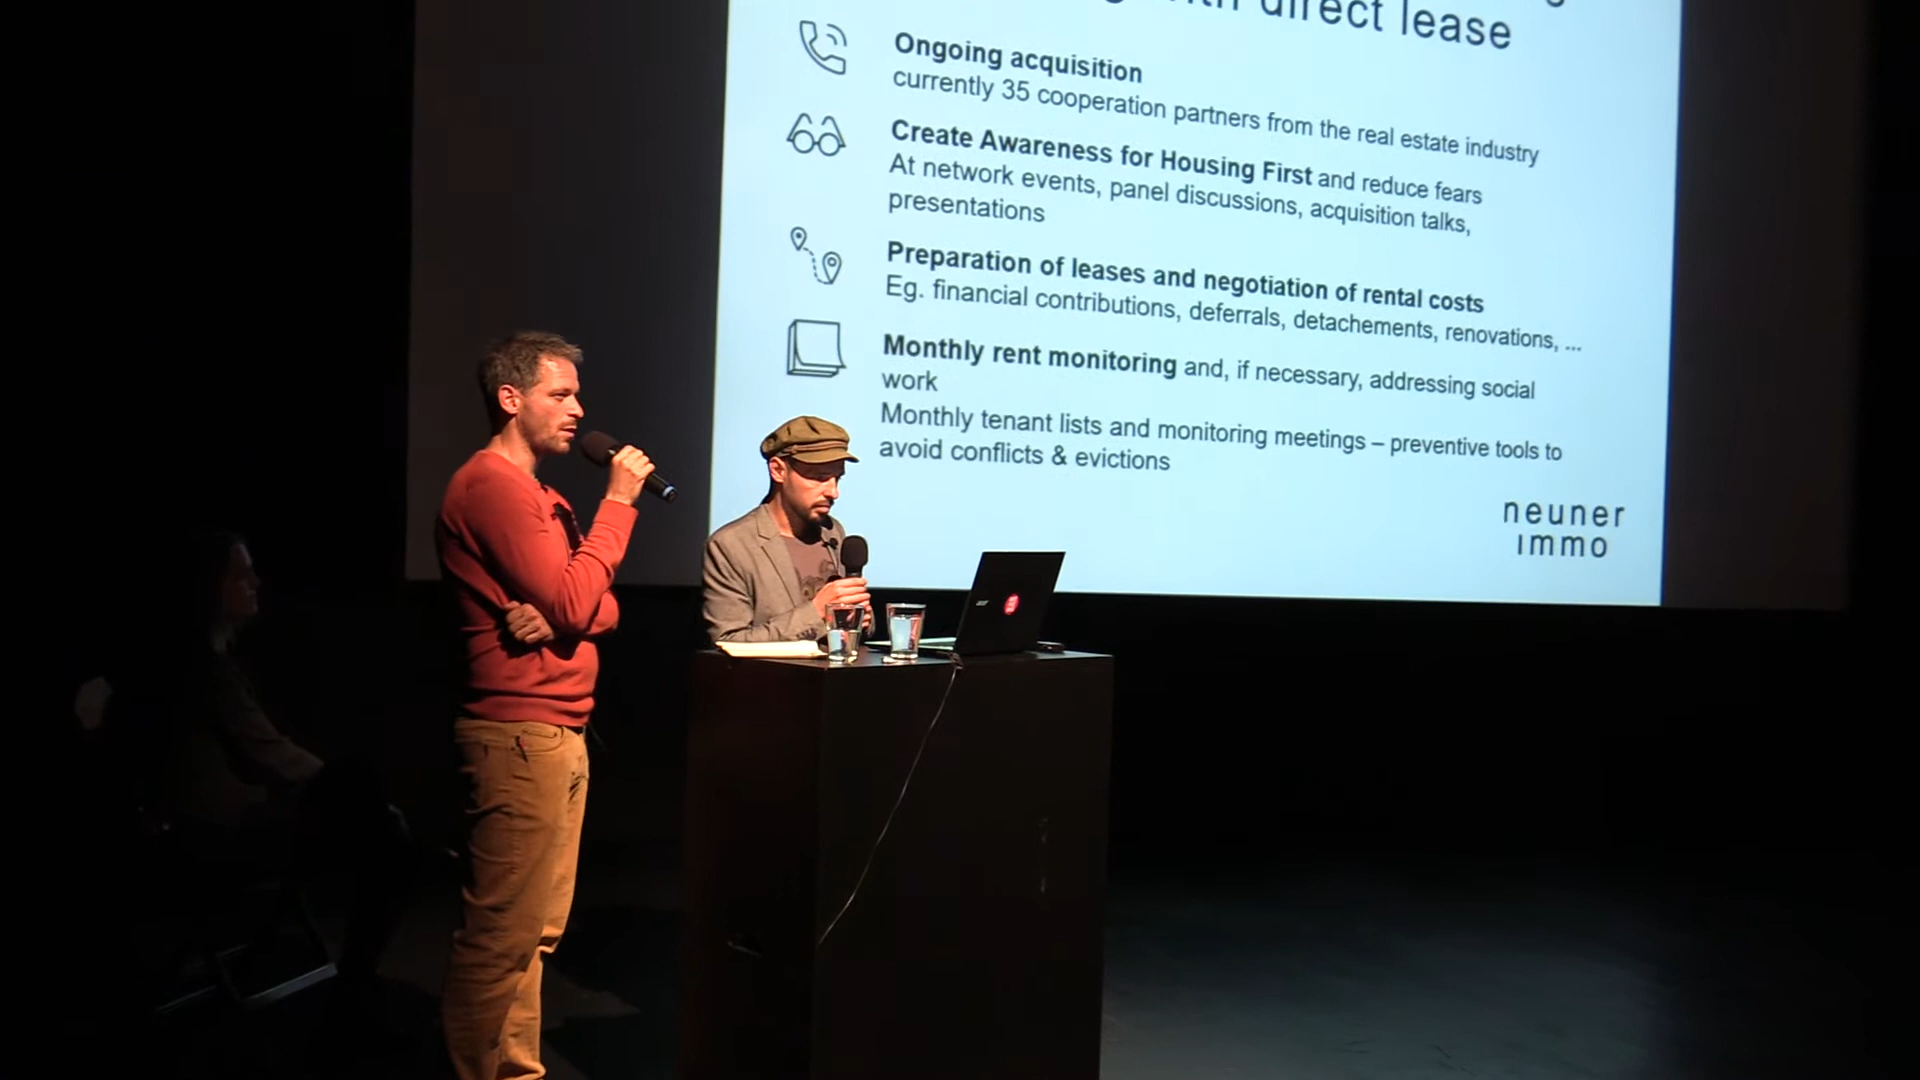 direct lease
Ongoing acquisition
currently 35 cooperation partners from the real estate industry
Create Awareness for Housing First and reduce fears
At network events, panel discussions, acquisition talks,
presentations
Preparation of leases and negotiation of rental costs
Eg. financial contributions, deferrals, detachements, renovations, ...
Monthly rent monitoring and, if necessary, addressing social
work
Monthly tenant lists and monitoring meetings – preventive tools to
avoid conflicts & evictions
neuner
immo
acer